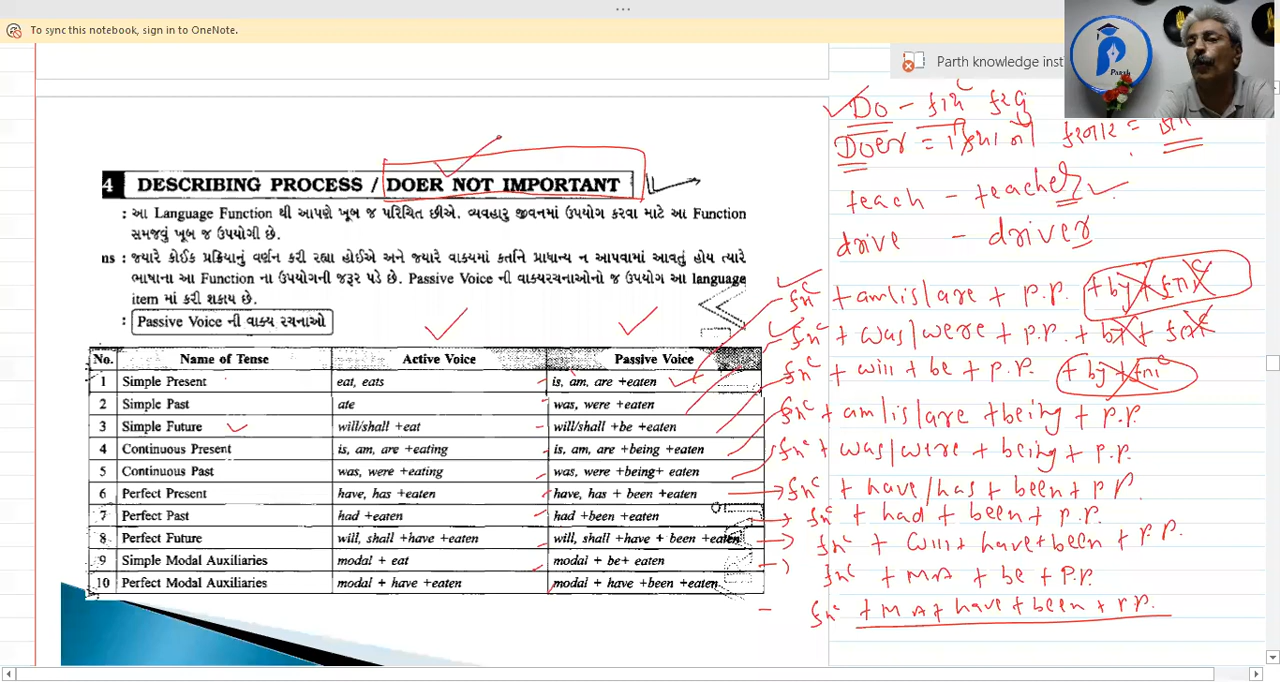 To sync this notebook, sign in to OneNote.
Parth knowledge inst
Parth
4 DESCRIBING PROCESS / DOER NOT IMPORTANT
: આ Language Function થી આપણે ખૂબ જ પરિચિત છીએ. વ્યવહારુ જીવનમાં ઉપયોગ કરવા માટે આ Function
સમજવું ખૂબ જ ઉપયોગી છે.
ns : જ્યારે કોઈક પ્રક્રિયાનું વર્ણન કરી રહ્યા હોઈએ અને જ્યારે વાક્યમાં કર્તાને પ્રાધાન્ય ન આપવામાં આવતું હોય ત્યારે
ભાષાના આ Function ના ઉપયોગની જરૂર પડે છે. Passive Voice ની વાક્યરચનાઓનો જ ઉપયોગ આ language
item માં કરી શકાય છે.
: Passive Voice ની વાક્ય રચનાઓ
No. Name of Tense Active Voice Passive Voice
1 Simple Present eat, eats is, am, are +eaten
2 Simple Past ate was, were +eaten
3 Simple Future will/shall +eat will/shall +be +eaten
4 Continuous Present is, am, are +eating is, am, are +being +eaten
5 Continuous Past was, were +eating was, were +being+ eaten
6 Perfect Present have, has +eaten have, has + been +eaten
7 Perfect Past had +eaten had +been +eaten
8 Perfect Future will, shall +have +eaten will, shall +have + been +eaten
9 Simple Modal Auxiliaries modal + eat modal + be+ eaten
10 Perfect Modal Auxiliaries modal + have +eaten modal + have +been +eaten
Do -
Doer =
teach - teacher
drive - driver
+ am/is/are + p.p. + by +
+ was/were + p.p. + by +
+ will + be + p.p. + by +
+ am/is/are + being + p.p.
+ was/were + being + p.p.
+ have/has + been + p.p.
+ had + been + p.p.
+ will + have + been + p.p.
+ MA + be + p.p.
+ MA + have + been + p.p.